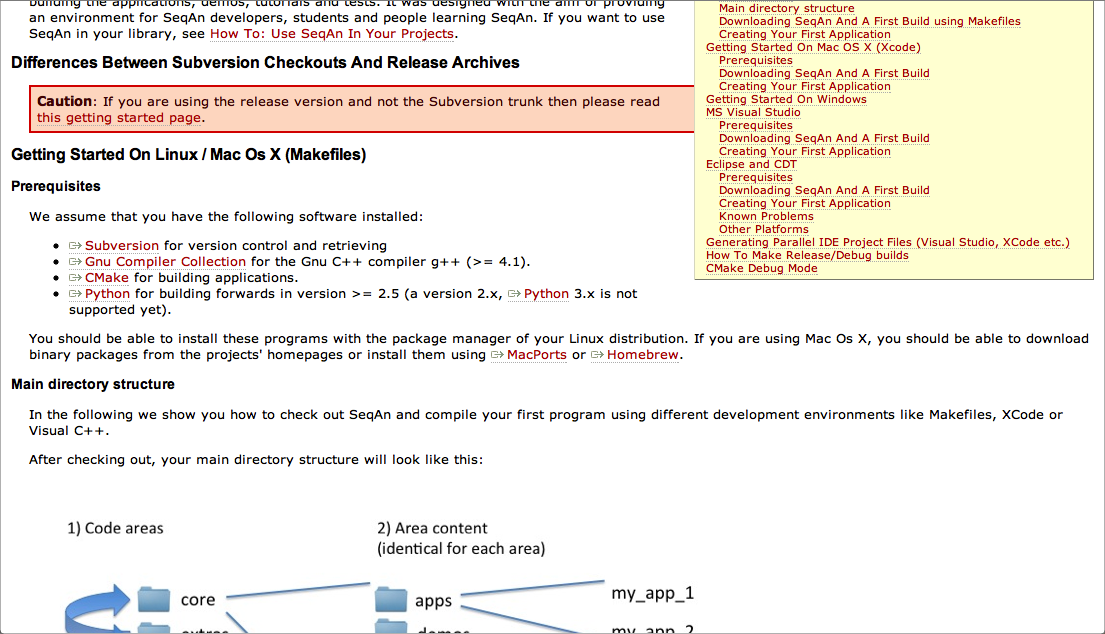 building the applications, demos, tutorials and tests. It was designed with the aim of providing
an environment for SeqAn developers, students and people learning SeqAn. If you want to use
SeqAn in your library, see How To: Use SeqAn In Your Projects.
Differences Between Subversion Checkouts And Release Archives
Caution: If you are using the release version and not the Subversion trunk then please read
this getting started page.
Getting Started On Linux / Mac Os X (Makefiles)
Prerequisites
We assume that you have the following software installed:
Subversion for version control and retrieving
Gnu Compiler Collection for the Gnu C++ compiler g++ (>= 4.1).
CMake for building applications.
Python for building forwards in version >= 2.5 (a version 2.x, Python 3.x is not
supported yet).
Main directory structure
Downloading SeqAn And A First Build using Makefiles
Creating Your First Application
Getting Started On Mac OS X (Xcode)
Prerequisites
Downloading SeqAn And A First Build
Creating Your First Application
Getting Started On Windows
MS Visual Studio
Prerequisites
Downloading SeqAn And A First Build
Creating Your First Application
Eclipse and CDT
Prerequisites
Downloading SeqAn And A First Build
Creating Your First Application
Known Problems
Other Platforms
Generating Parallel IDE Project Files (Visual Studio, XCode etc.)
How To Make Release/Debug builds
CMake Debug Mode
You should be able to install these programs with the package manager of your Linux distribution. If you are using Mac Os X, you should be able to download
binary packages from the projects' homepages or install them using MacPorts or Homebrew.
Main directory structure
In the following we show you how to check out SeqAn and compile your first program using different development environments like Makefiles, XCode or
Visual C++.
After checking out, your main directory structure will look like this:
1) Code areas
2) Area content
(identical for each area)
core
apps
my_app_1
extras
demos
my_app_2